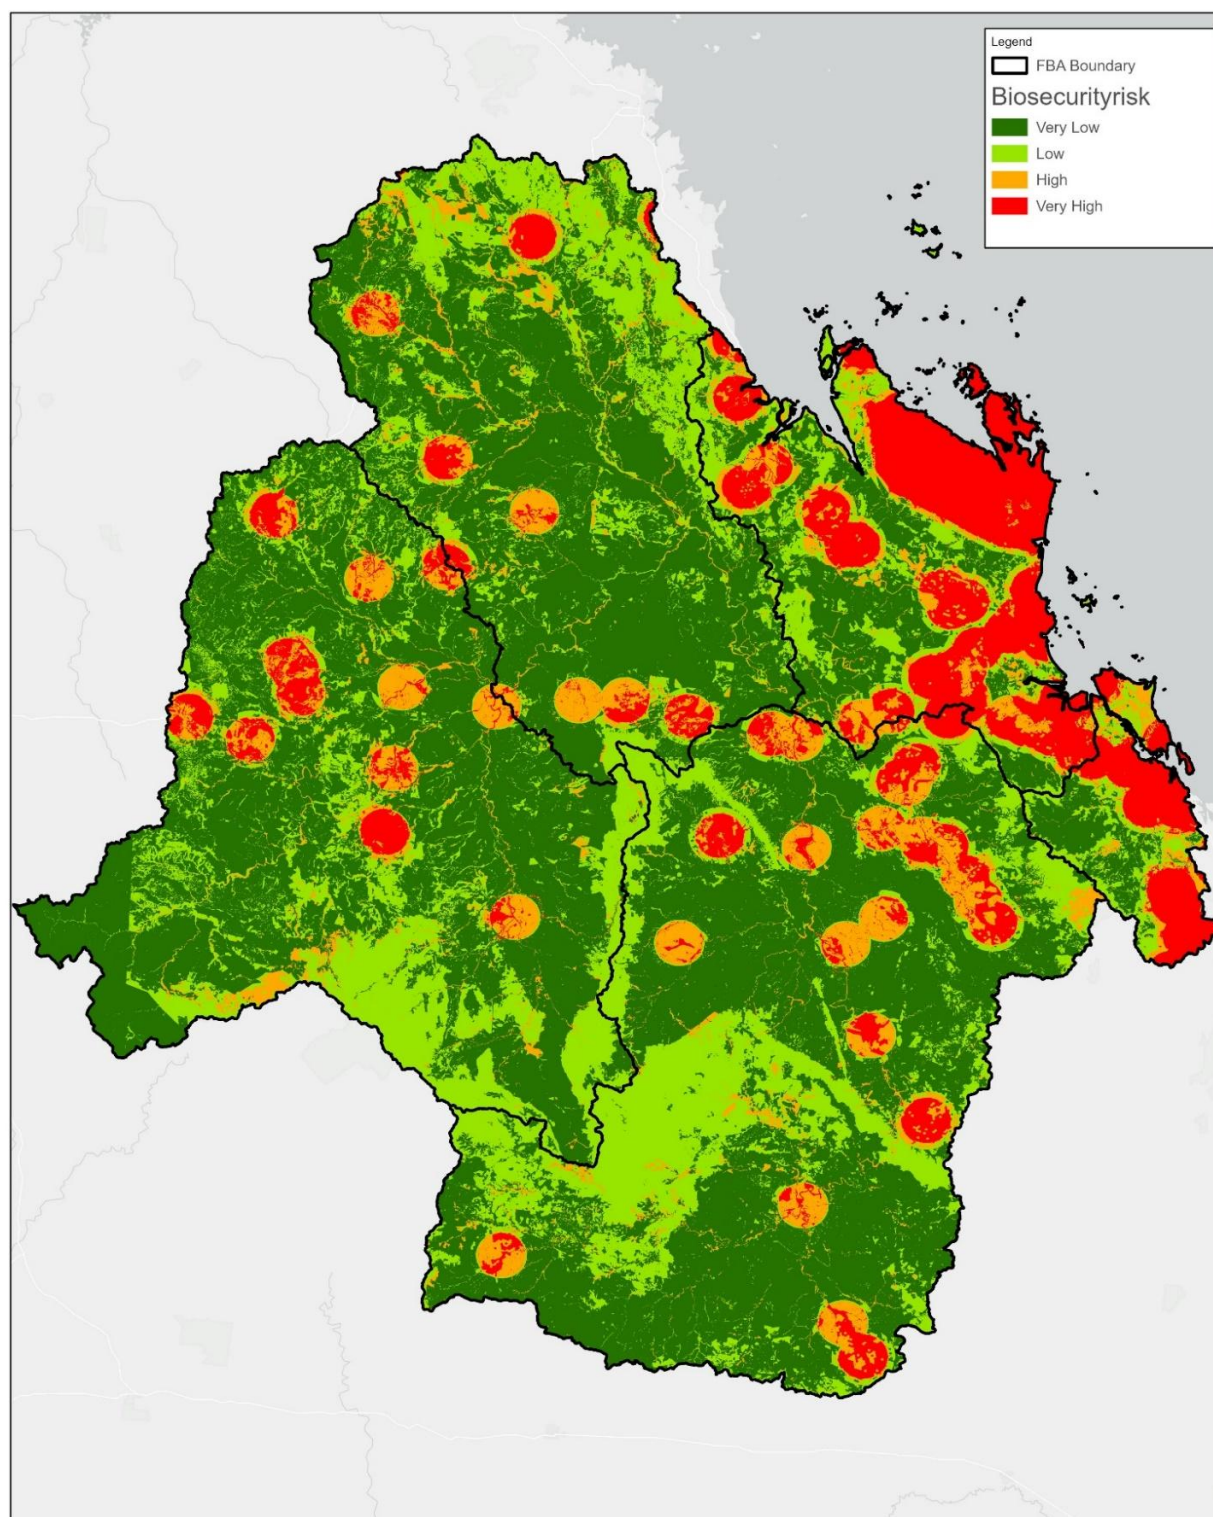 Legend
FBA Boundary
Biosecurityrisk
Very Low
Low
High
Very High